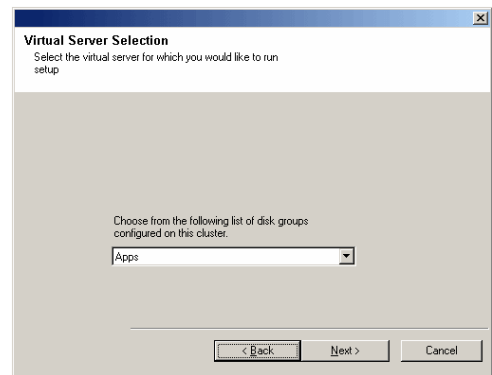 Virtual Server Selection
Select the virtual server for which you would like to run
setup
Choose from the following list of disk groups
configured on this cluster.
Apps
< Back
Next >
Cancel